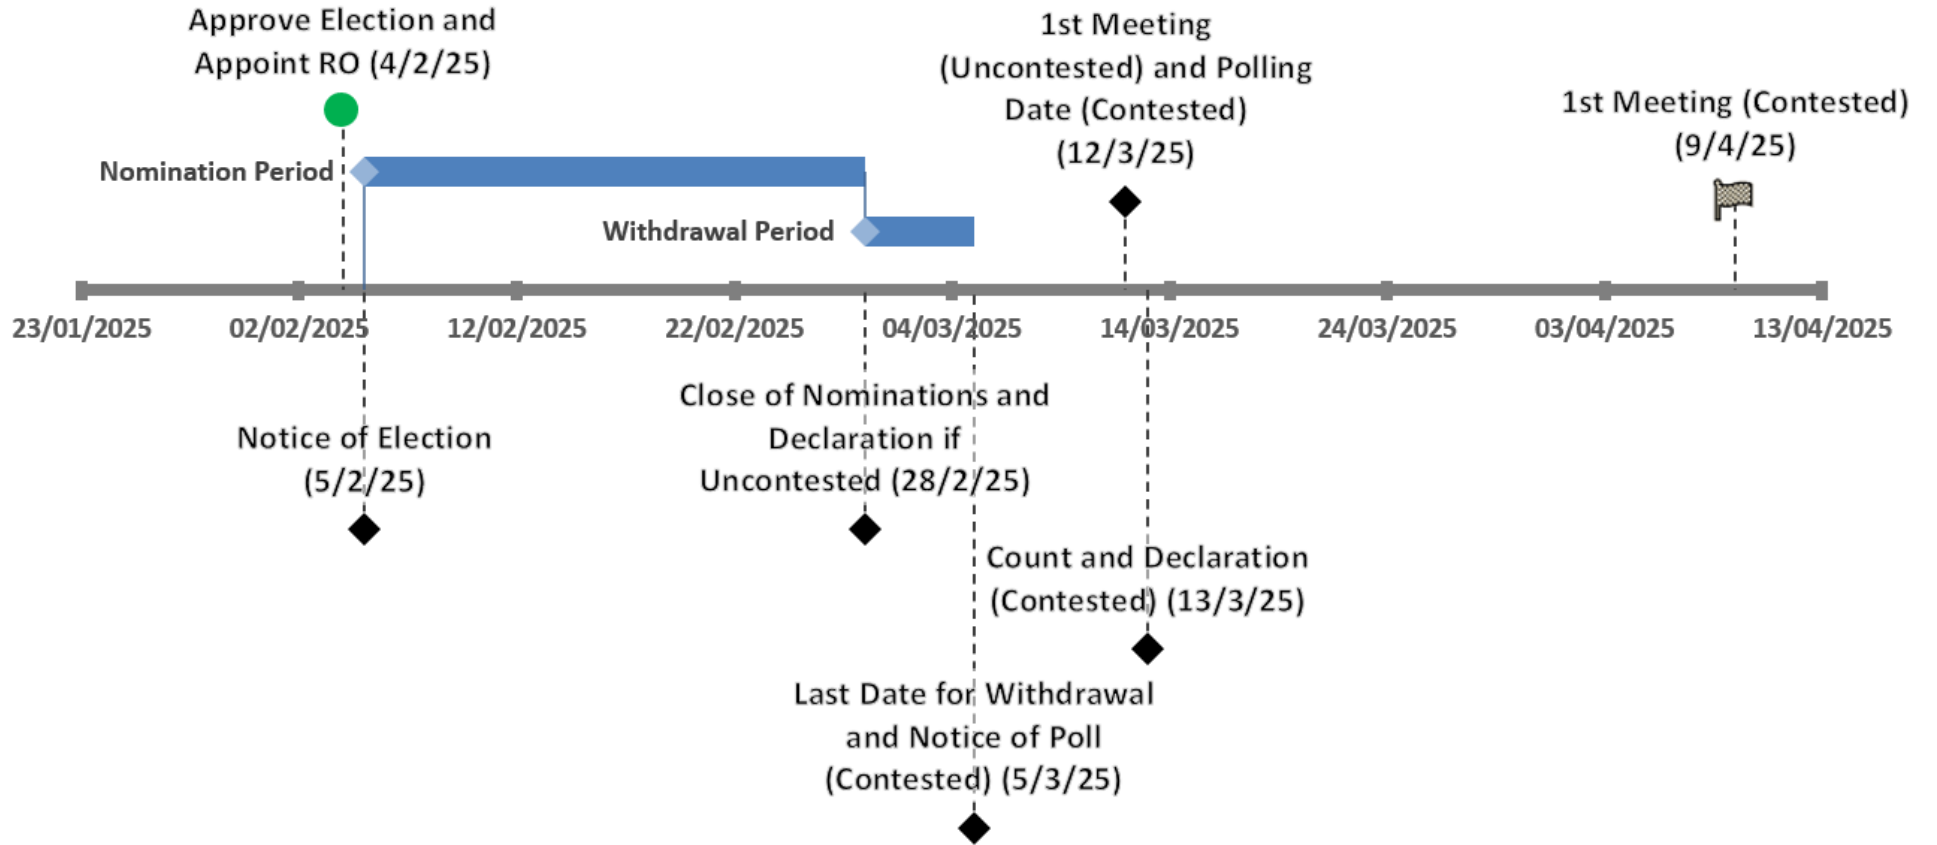 Approve Election and
Appoint RO (4/2/25)
1st Meeting
(Uncontested) and Polling
Date (Contested)
(12/3/25)
1st Meeting (Contested)
(9/4/25)
Nomination Period
Withdrawal Period
23/01/2025
02/02/2025
12/02/2025
22/02/2025
04/03/2025
14/03/2025
24/03/2025
03/04/2025
13/04/2025
Notice of Election
(5/2/25)
Close of Nominations and
Declaration if
Uncontested (28/2/25)
Count and Declaration
(Contested) (13/3/25)
Last Date for Withdrawal
and Notice of Poll
(Contested) (5/3/25)